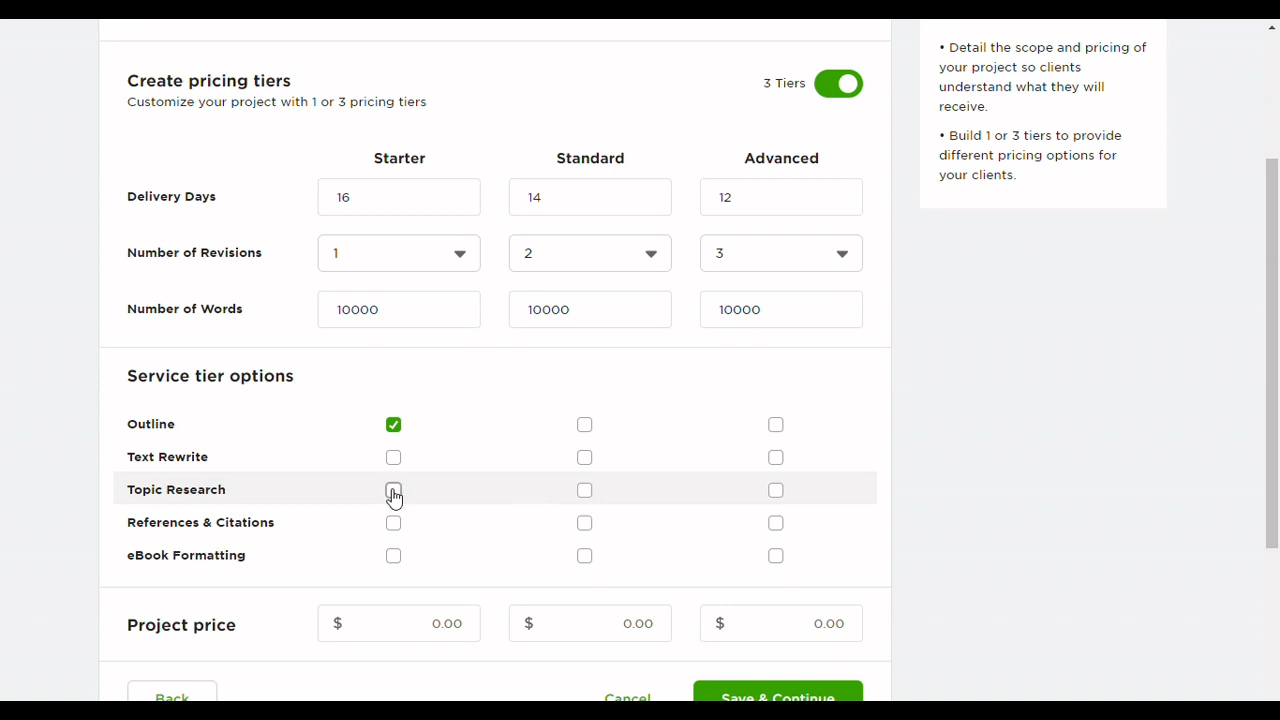 Create pricing tiers
Customize your project with 1 or 3 pricing tiers
3 Tiers
Starter Standard Advanced
Delivery Days 16 14 12
Number of Revisions 1 2 3
Number of Words 10000 10000 10000
Service tier options
Outline
Text Rewrite
Topic Research
References & Citations
eBook Formatting
Project price $ 0.00 $ 0.00 $ 0.00
Back Cancel Save & Continue
• Detail the scope and pricing of
your project so clients
understand what they will
receive.
• Build 1 or 3 tiers to provide
different pricing options for
your clients.